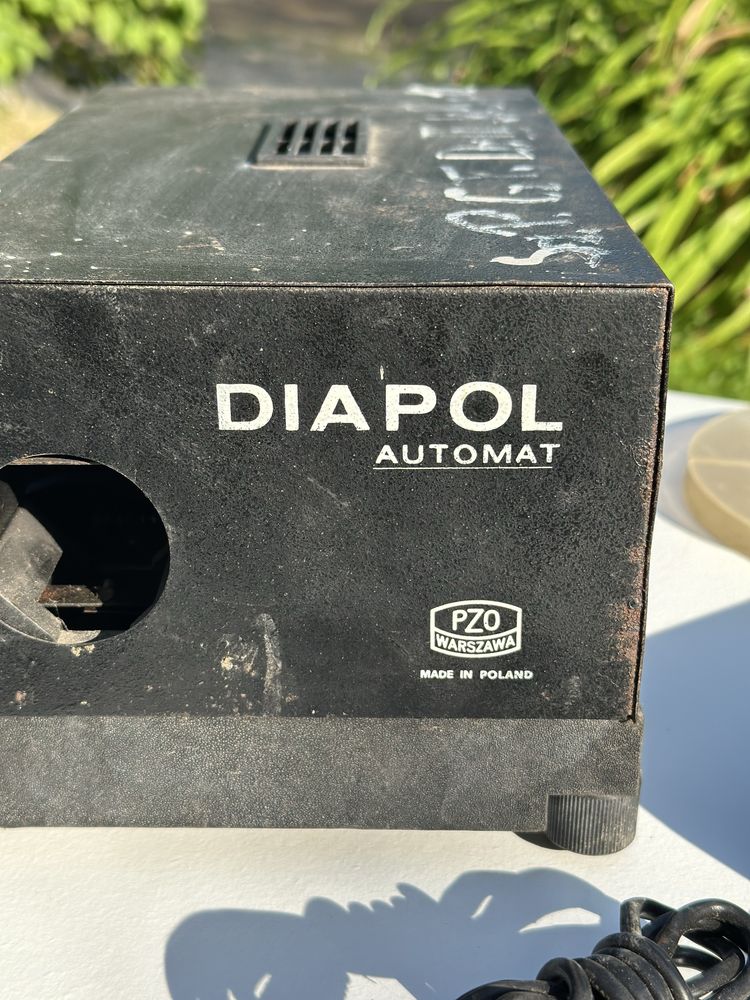 DIAPOL
AUTOMAT
PZO
WARSZAWA
MADE IN POLAND